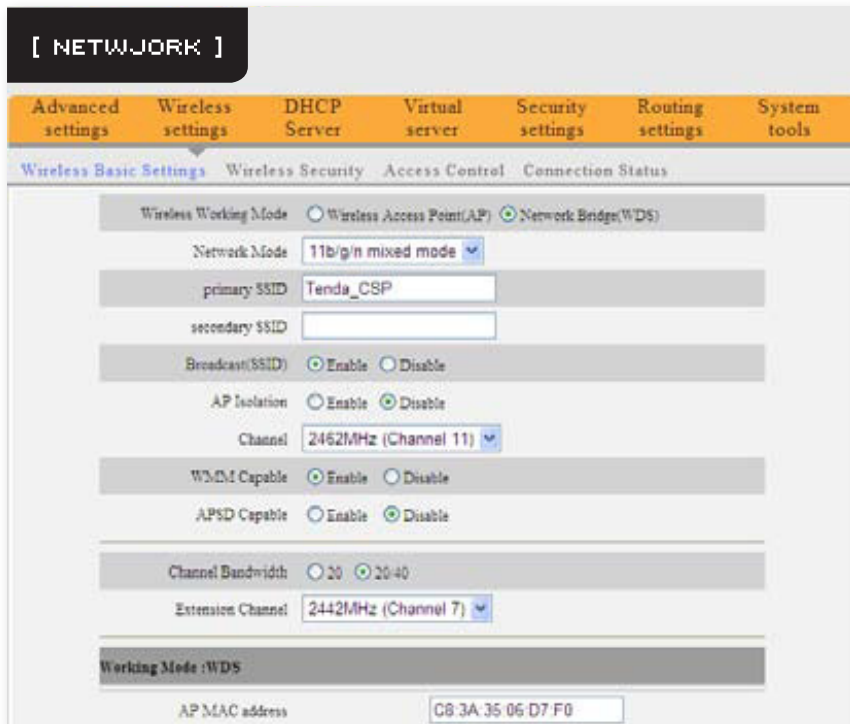 [ NETWJORK ]
Advanced settings Wireless settings DHCP Server Virtual server Security settings Routing settings System tools
Wireless Basic Settings Wireless Security Access Control Connection Status
Wireless Working Mode Wireless Access Point(AP) Network Bridge(WDS)
Network Mode 11b/g/n mixed mode
primary SSID Tenda_CSP
secondary SSID
Broadcast(SSID) Enable Disable
AP Isolation Enable Disable
Channel 2462MHz (Channel 11)
WMM Capable Enable Disable
APSD Capable Enable Disable
Channel Bandwidth 20 20/40
Extension Channel 2442MHz (Channel 7)
Working Mode :WDS
AP MAC address C8:3A:35:06:D7:F0